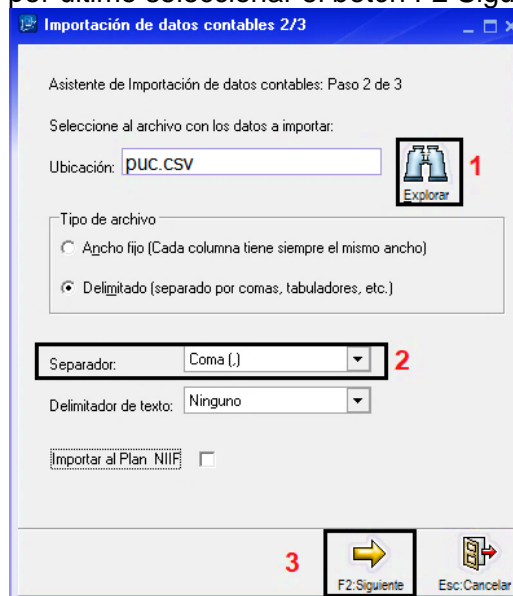 por último seleccionar el botón F2 Sigu
Importación de datos contables 2/3
Asistente de Importación de datos contables: Paso 2 de 3
Seleccione al archivo con los datos a importar:
Ubicación: puc.csv
Explorar
1
Tipo de archivo
Ancho fijo (Cada columna tiene siempre el mismo ancho)
Delimitado (separado por comas, tabuladores, etc.)
Separador: Coma (,)
2
Delimitador de texto: Ninguno
Importar al Plan NIIF
3
F2:Siguiente Esc:Cancelar